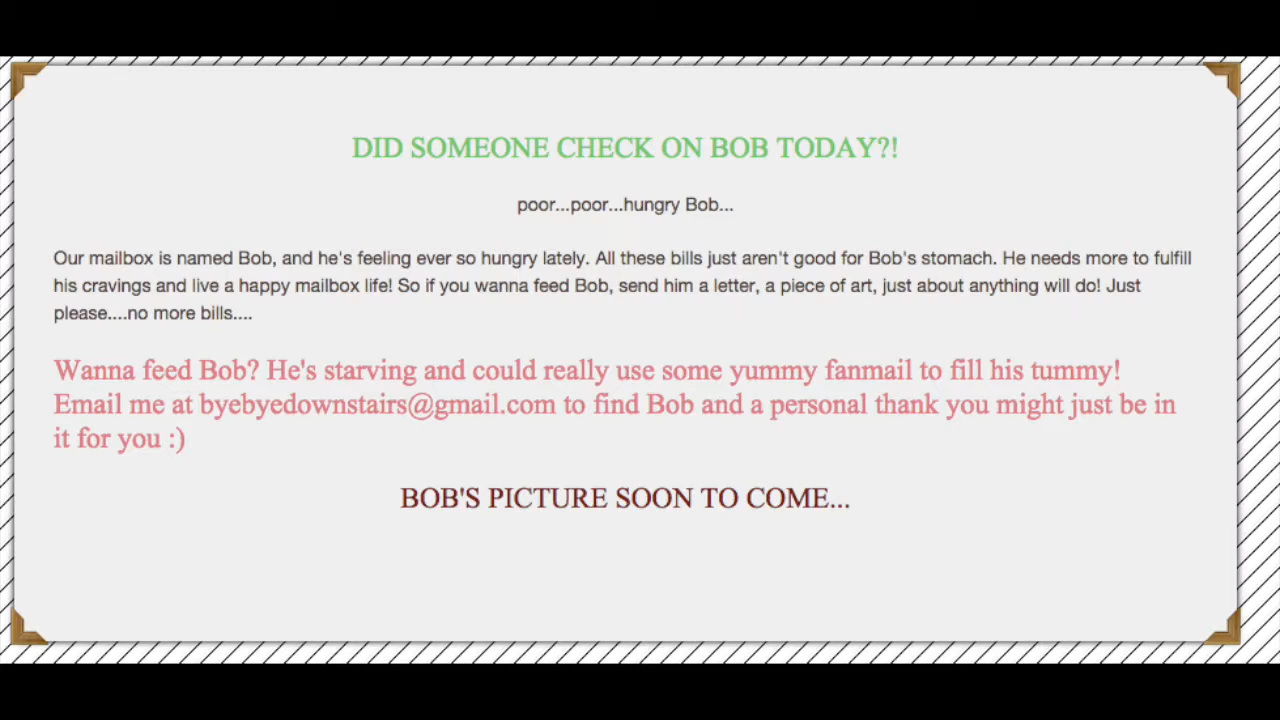 DID SOMEONE CHECK ON BOB TODAY?!
poor...poor...hungry Bob...
Our mailbox is named Bob, and he's feeling ever so hungry lately. All these bills just aren't good for Bob's stomach. He needs more to fulfill
his cravings and live a happy mailbox life! So if you wanna feed Bob, send him a letter, a piece of art, just about anything will do! Just
please....no more bills....
Wanna feed Bob? He's starving and could really use some yummy fanmail to fill his tummy!
Email me at byebyedownstairs@gmail.com to find Bob and a personal thank you might just be in
it for you :)
BOB'S PICTURE SOON TO COME...